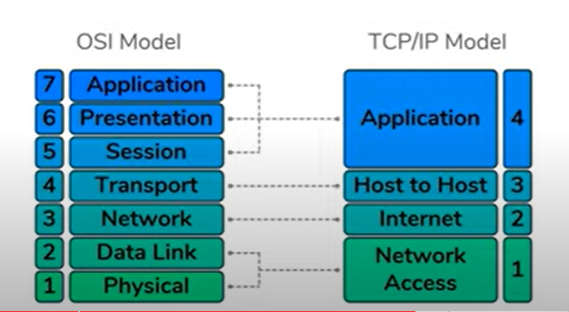 OSI Model
TCP/IP Model
7 Application
6 Presentation
5 Session
4 Transport
3 Network
2 Data Link
1 Physical
Application 4
Host to Host 3
Internet 2
Network
Access 1